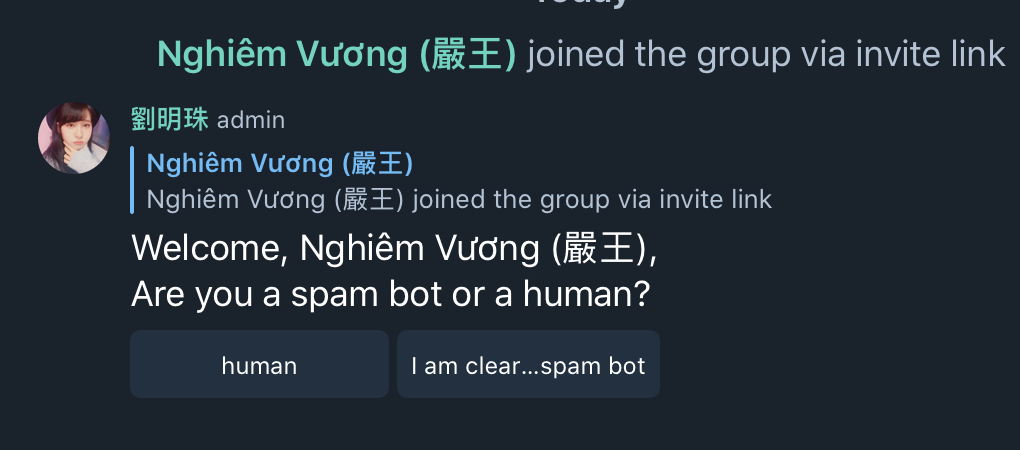 Today
Nghiêm Vương (嚴王) joined the group via invite link
劉明珠 admin
Nghiêm Vương (嚴王)
Nghiêm Vương (嚴王) joined the group via invite link
Welcome, Nghiêm Vương (嚴王),
Are you a spam bot or a human?
human
I am clear...spam bot